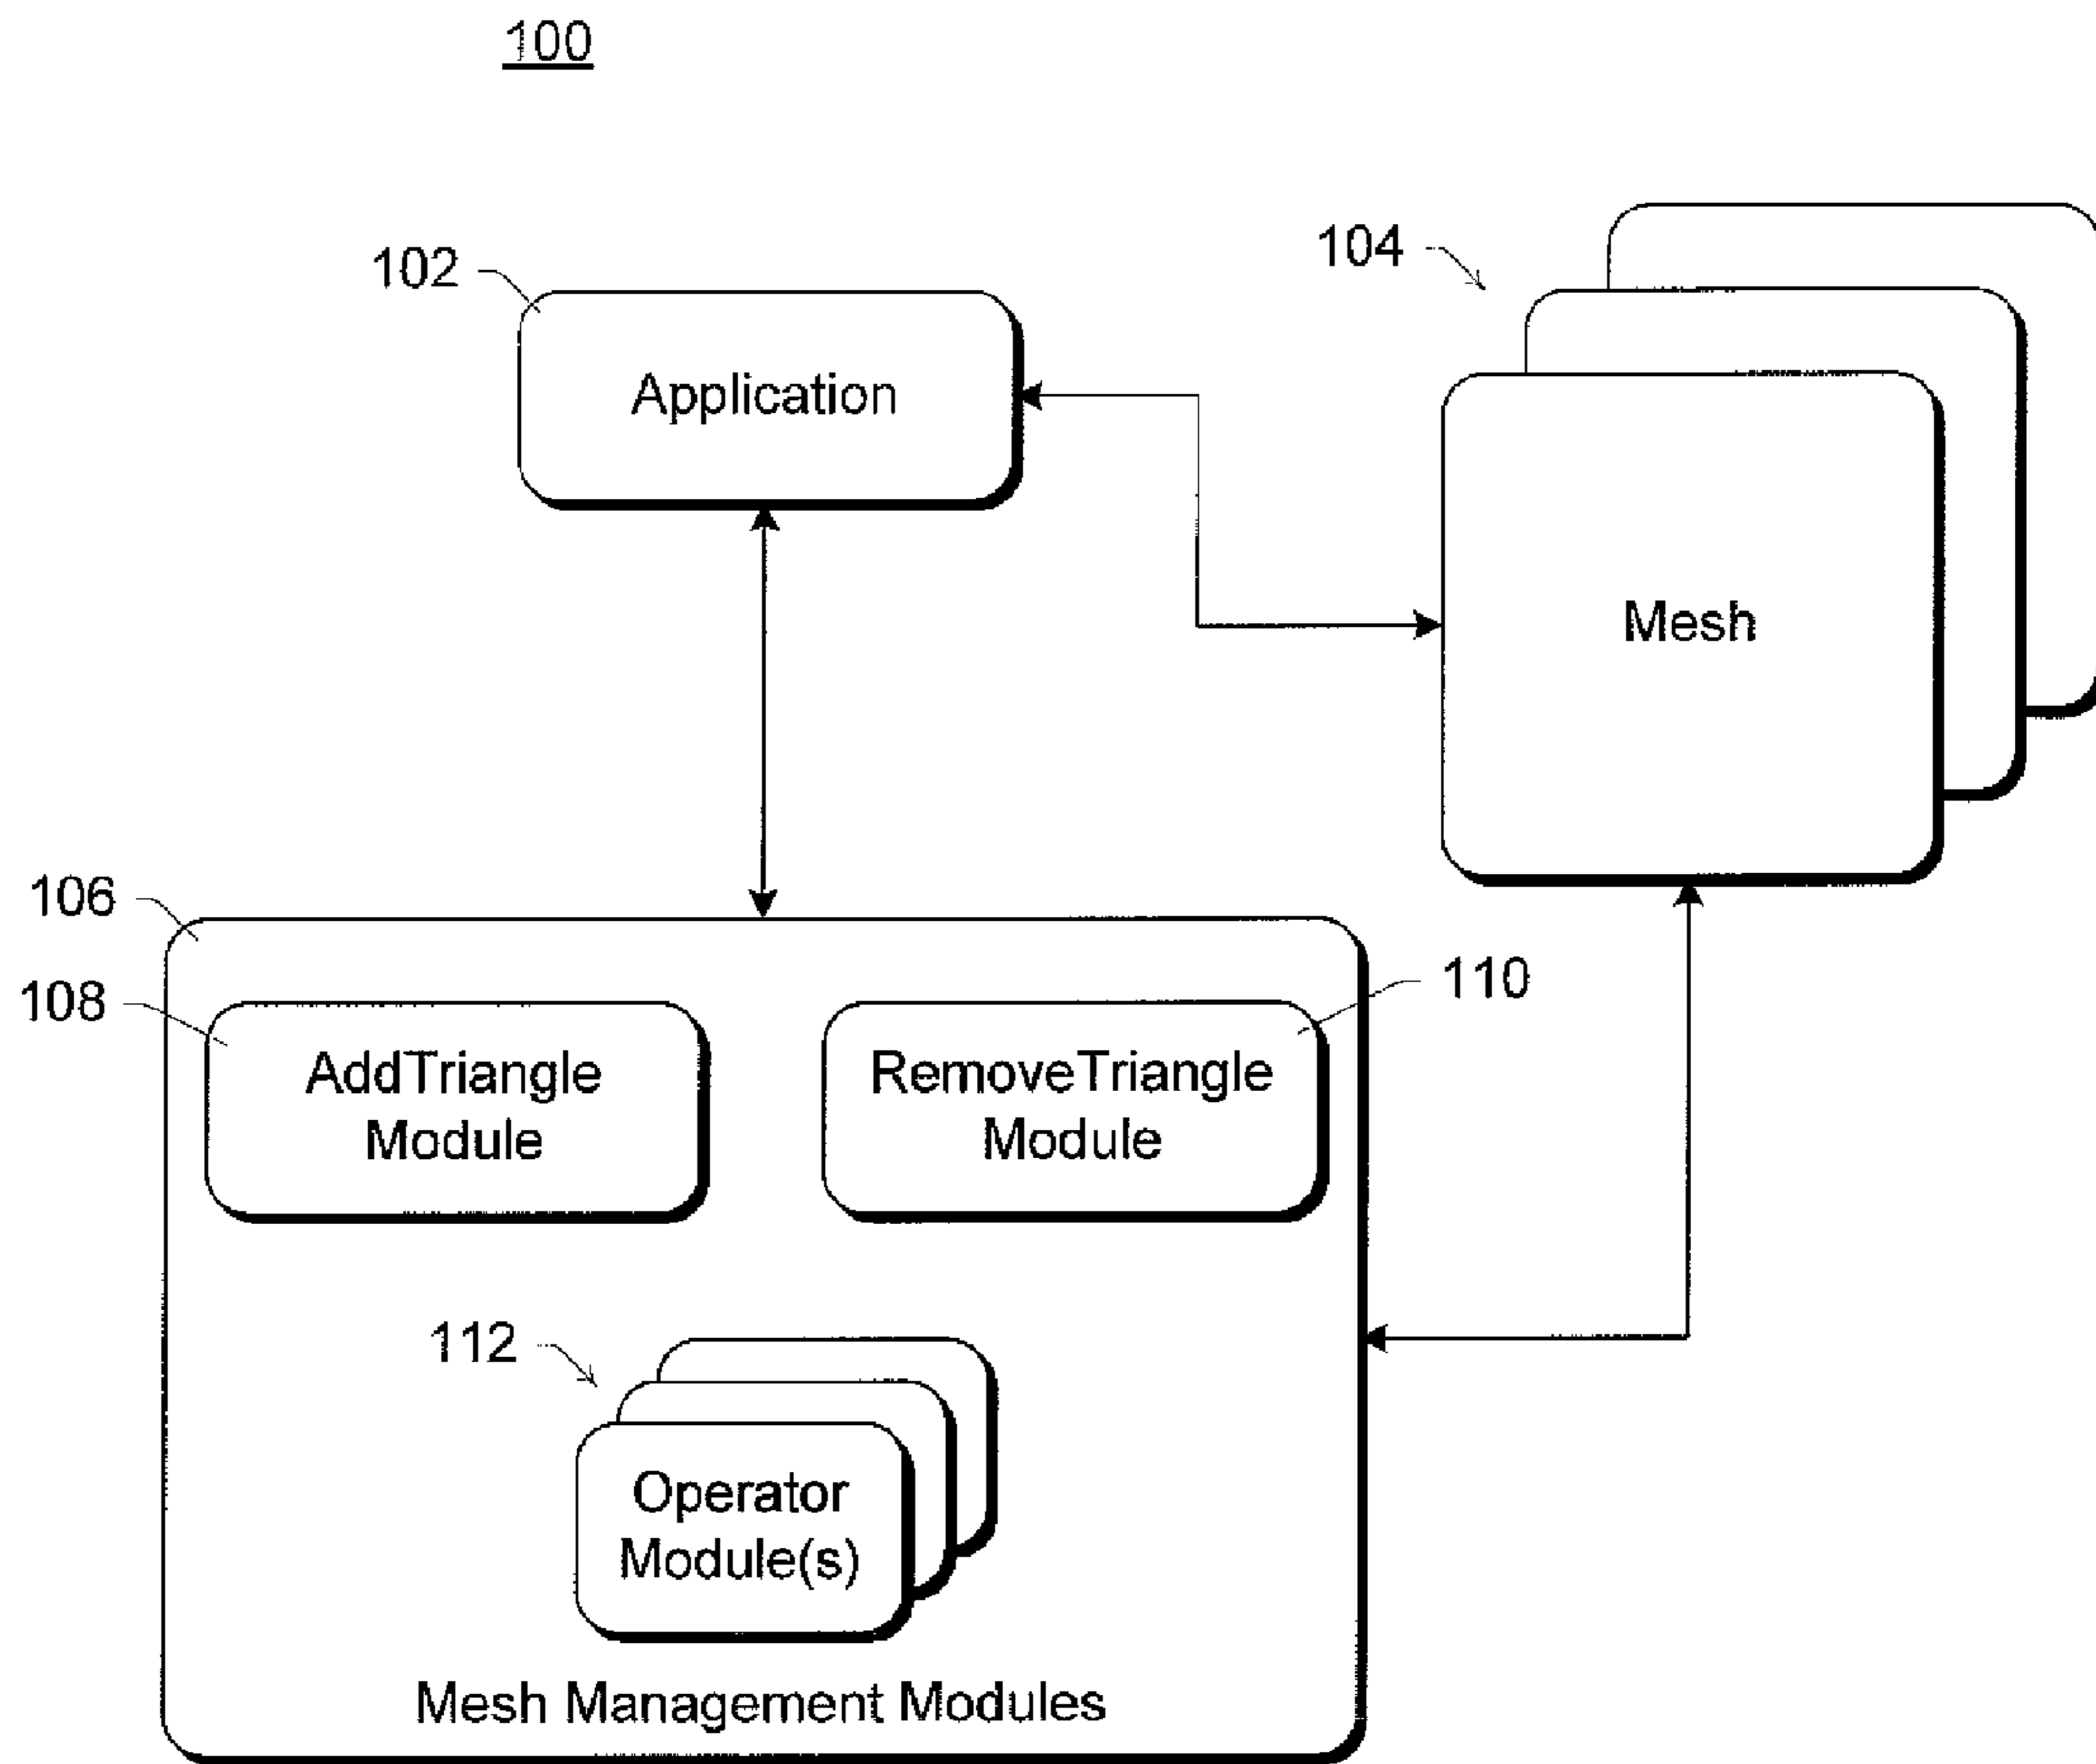 100
102
104
Application
Mesh
106
108
110
AddTriangle
Module
RemoveTriangle
Module
112
Operator
Module(s)
Mesh Management Modules